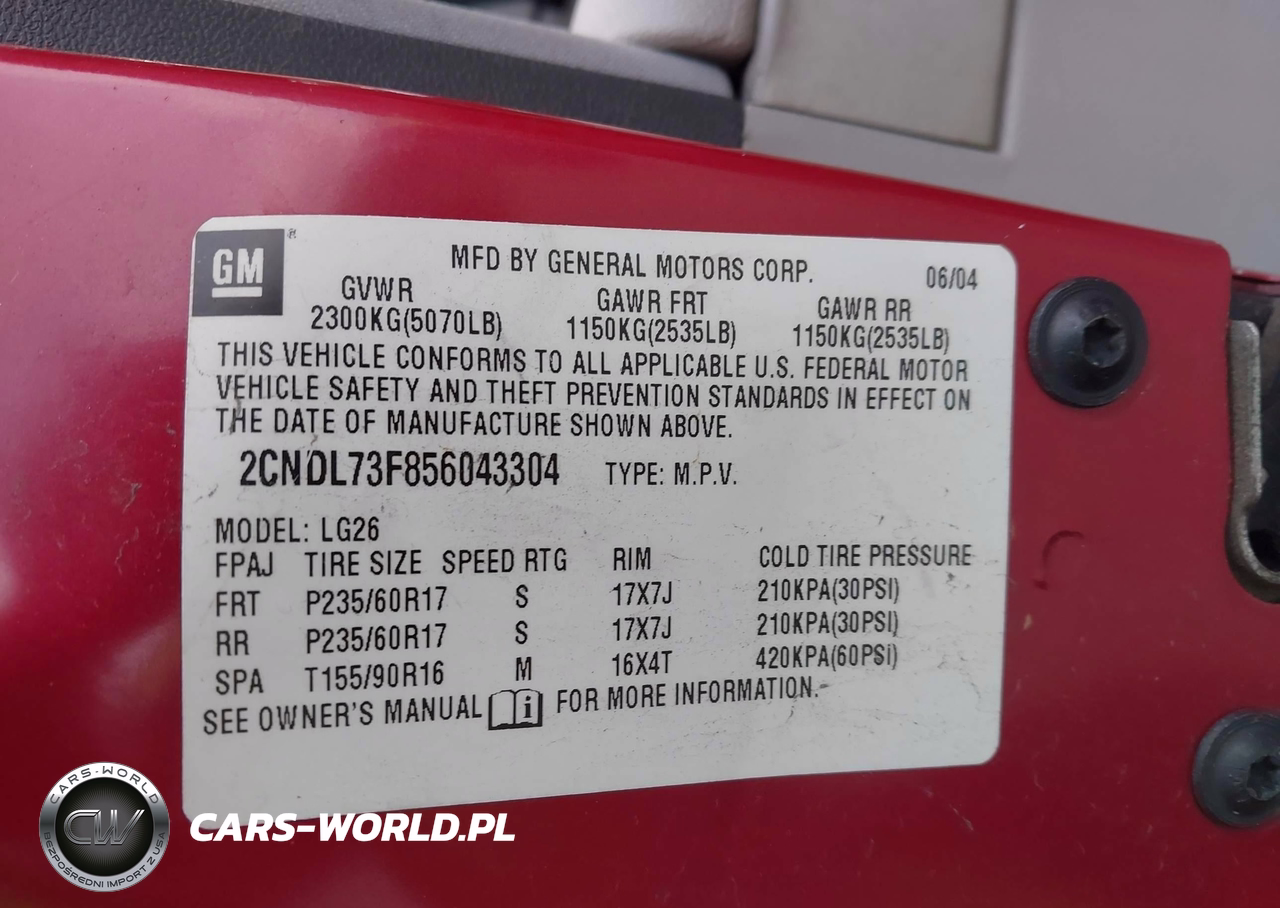 GM
MFD BY GENERAL MOTORS CORP. 06/04
GVWR GAWR FRT GAWR RR
2300KG(5070LB) 1150KG(2535LB) 1150KG(2535LB)
THIS VEHICLE CONFORMS TO ALL APPLICABLE U.S. FEDERAL MOTOR
VEHICLE SAFETY AND THEFT PREVENTION STANDARDS IN EFFECT ON
THE DATE OF MANUFACTURE SHOWN ABOVE.
2CNDL73F856043304 TYPE: M.P.V.
MODEL: LG26
FPAJ TIRE SIZE SPEED RTG RIM COLD TIRE PRESSURE
FRT P235/60R17 S 17X7J 210KPA(30PSI)
RR P235/60R17 S 17X7J 210KPA(30PSI)
SPA T155/90R16 M 16X4T 420KPA(60PSI)
SEE OWNER'S MANUAL i FOR MORE INFORMATION.
CARS-WORLD
CW
BEZPOŚREDNI IMPORT Z USA
CARS-WORLD.PL